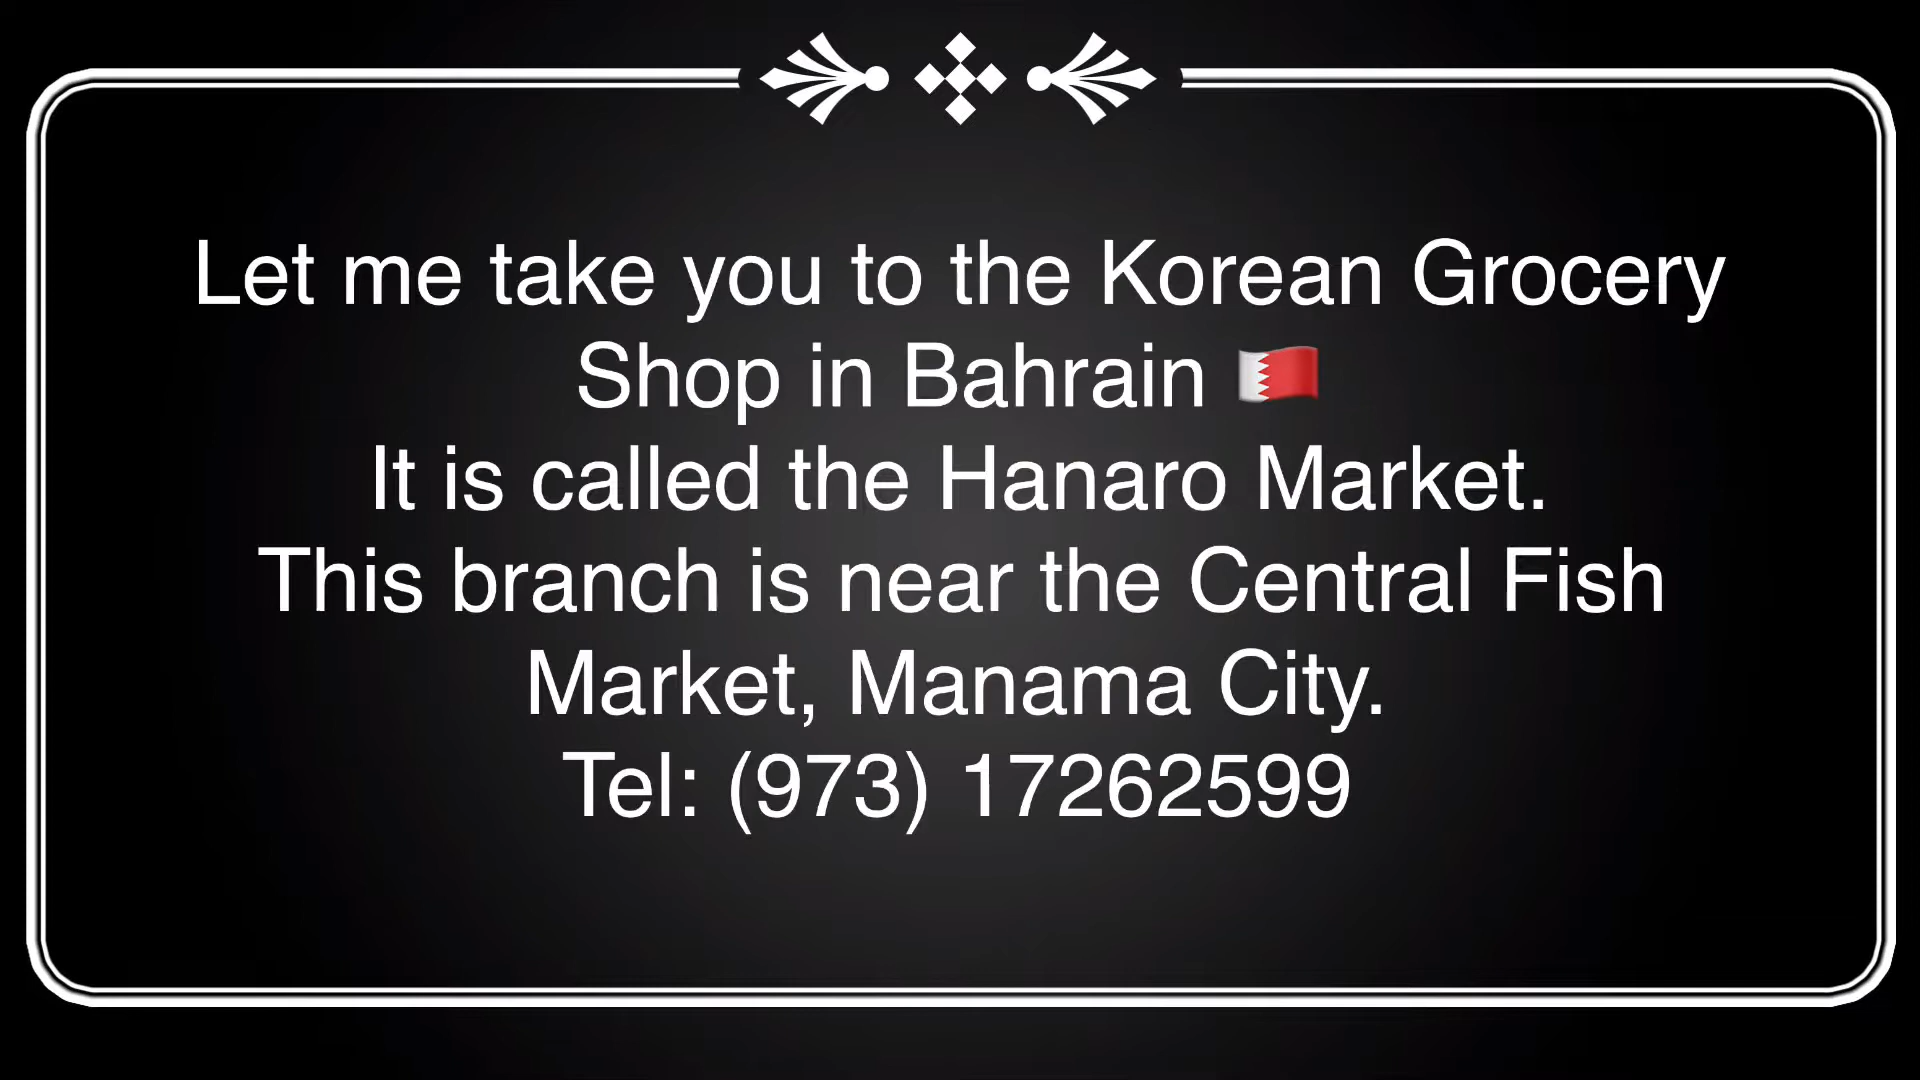 Let me take you to the Korean Grocery
Shop in Bahrain 🇧🇭
It is called the Hanaro Market.
This branch is near the Central Fish
Market, Manama City.
Tel: (973) 17262599